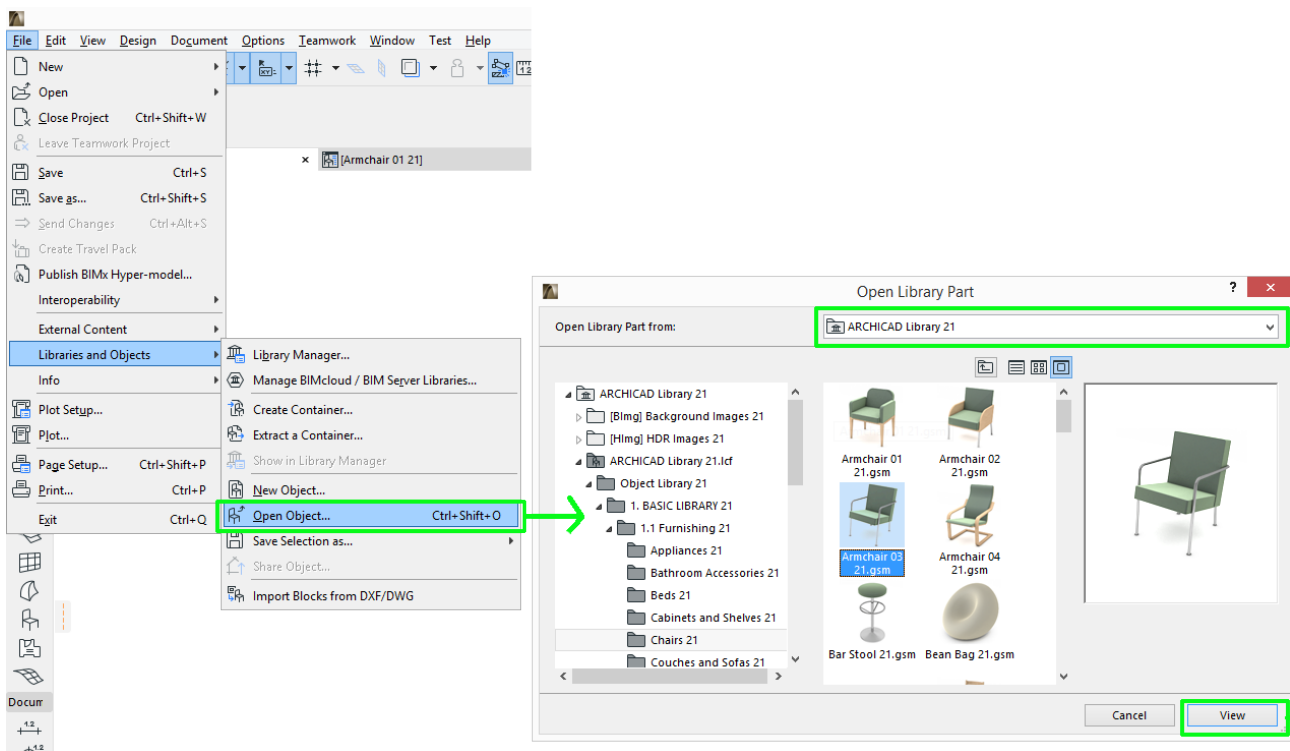 File Edit View Design Document Options Teamwork Window Test Help
New
Open
Close Project Ctrl+Shift+W
Leave Teamwork Project
[Armchair 01 21]
Save Ctrl+S
Save as... Ctrl+Shift+S
Send Changes Ctrl+Alt+S
Create Travel Pack
Publish BIMx Hyper-model...
Interoperability
External Content
Libraries and Objects
Info
Plot Setup...
Plot...
Page Setup... Ctrl+Shift+P
Print... Ctrl+P
Exit Ctrl+Q
Library Manager...
Manage BIMcloud / BIM Server Libraries...
Create Container...
Extract a Container...
Show in Library Manager
New Object...
Open Object... Ctrl+Shift+O
Save Selection as...
Share Object...
Import Blocks from DXF/DWG
Docum
1.2
Open Library Part
Open Library Part from:
ARCHICAD Library 21
ARCHICAD Library 21
[BImg] Background Images 21
[HImg] HDR Images 21
ARCHICAD Library 21.lcf
Object Library 21
1. BASIC LIBRARY 21
1.1 Furnishing 21
Appliances 21
Bathroom Accessories 21
Beds 21
Cabinets and Shelves 21
Chairs 21
Couches and Sofas 21
Armchair 01 21.gsm
Armchair 02 21.gsm
Armchair 03 21.gsm
Armchair 04 21.gsm
Bar Stool 21.gsm
Bean Bag 21.gsm
Cancel
View